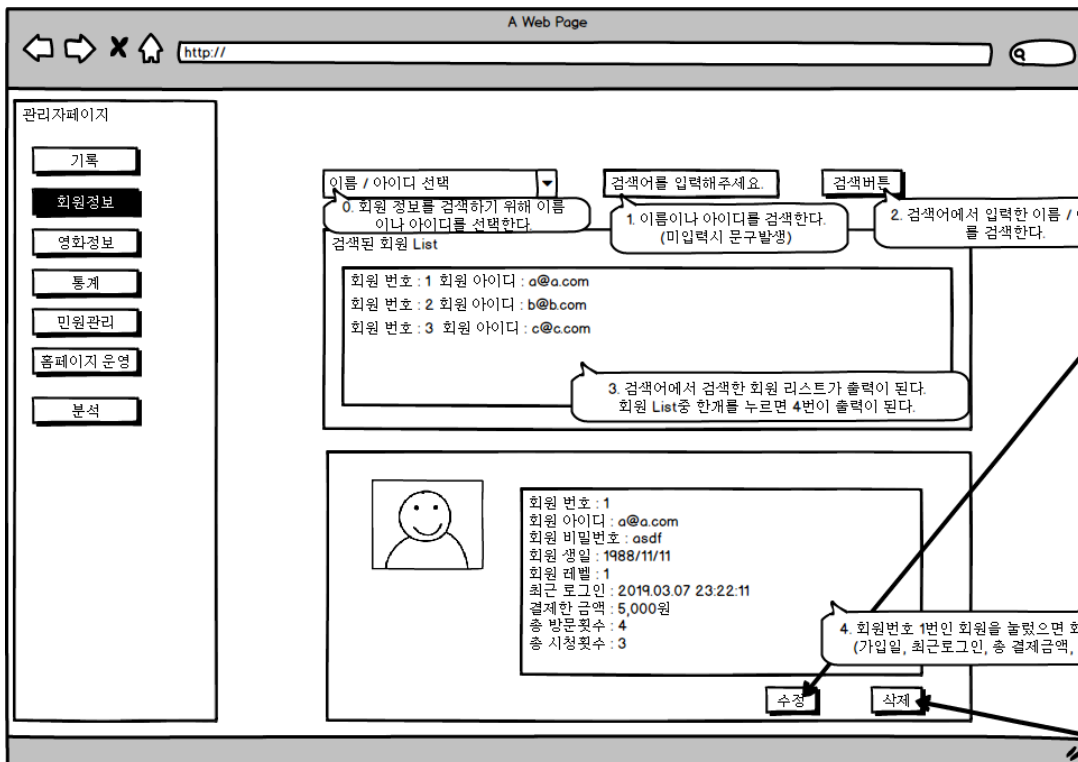 A Web Page
http://
관리자페이지
기록
회원정보
영화정보
통계
민원관리
홈페이지 운영
분석
이름 / 아이디 선택
검색어를 입력해주세요.
검색버튼
0. 회원 정보를 검색하기 위해 이름
이나 아이디를 선택한다.
1. 이름이나 아이디를 검색한다.
(미입력시 문구발생)
2. 검색어에서 입력한 이름 /
를 검색한다.
검색된 회원 List
회원 번호 : 1 회원 아이디 : a@a.com
회원 번호 : 2 회원 아이디 : b@b.com
회원 번호 : 3 회원 아이디 : c@c.com
3. 검색어에서 검색한 회원 리스트가 출력이 된다.
회원 List중 한개를 누르면 4번이 출력이 된다.
회원 번호 : 1
회원 아이디 : a@a.com
회원 비밀번호 : asdf
회원 생일 : 1988/11/11
회원 레벨 : 1
최근 로그인 : 2019.03.07 23:22:11
결제한 금액 : 5,000원
총 방문횟수 : 4
총 시청횟수 : 3
4. 회원번호 1번인 회원을 눌렀으면
(가입일, 최근로그인, 총 결제금액,
수정
삭제